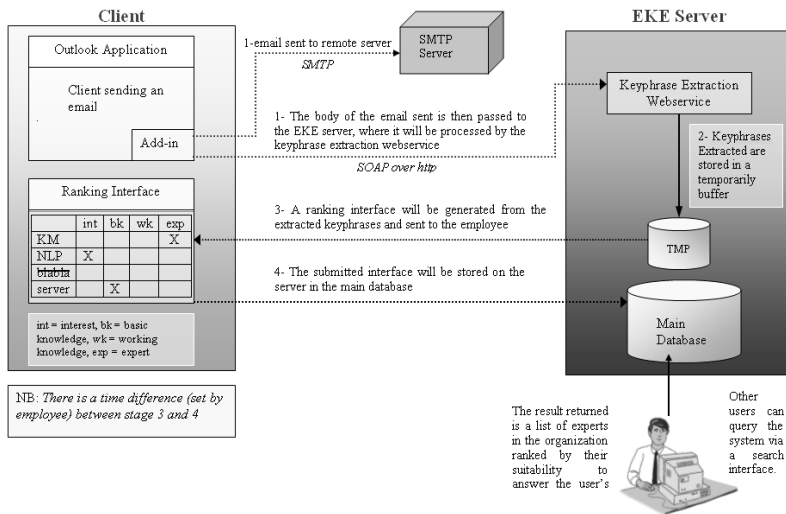 Client
EKE Server
Outlook Application
Client sending an
email
Add-in
1-email sent to remote server
SMTP
SMTP
Server
1- The body of the email sent is then passed to
the EKE server, where it will be processed by the
keyphrase extraction webservice
SOAP over http
Keyphrase Extraction
Webservice
2- Keyphrases
Extracted are
stored in a
temporarily
buffer
Ranking Interface
int bk wk exp
KM X
NLP X
blabla
server X
3- A ranking interface will be generated from the
extracted keyphrases and sent to the employee
TMP
4- The submitted interface will be stored on the
server in the main database
Main
Database
int = interest, bk = basic
knowledge, wk = working
knowledge, exp = expert
NB: There is a time difference (set by
employee) between stage 3 and 4
The result returned
is a list of experts
in the organization
ranked by their
suitability to
answer the user's
Other
users can
query the
system via
a search
interface.